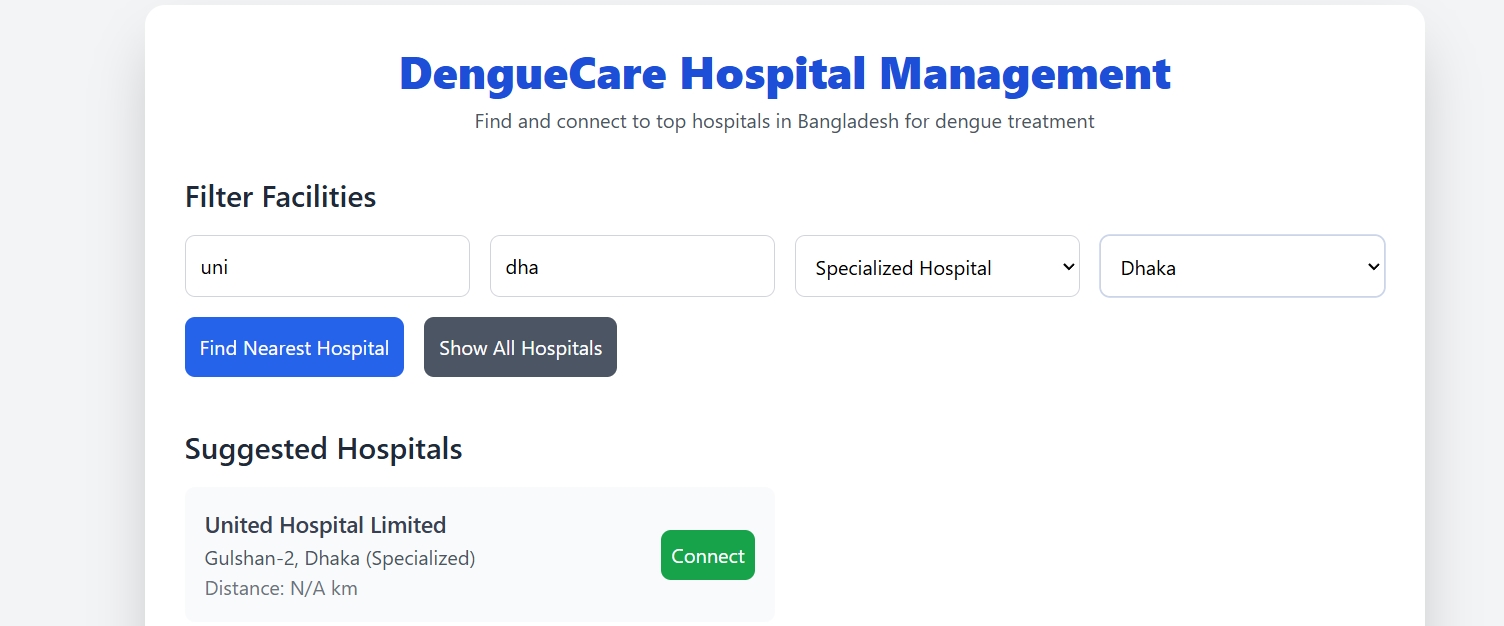 DengueCare Hospital Management
Find and connect to top hospitals in Bangladesh for dengue treatment
Filter Facilities
uni
dha
Specialized Hospital
Dhaka
Find Nearest Hospital
Show All Hospitals
Suggested Hospitals
United Hospital Limited
Gulshan-2, Dhaka (Specialized)
Distance: N/A km
Connect